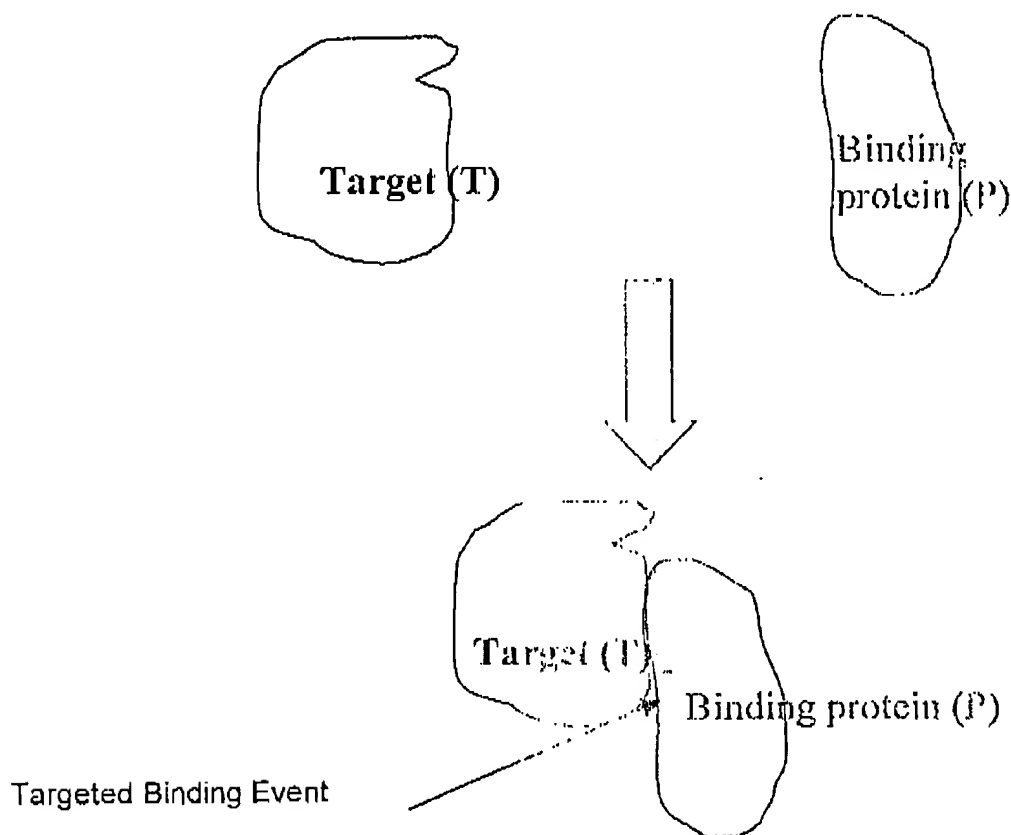 Target (T)
Binding
protein (P)
Target (T)
Binding protein (P)
Targeted Binding Event